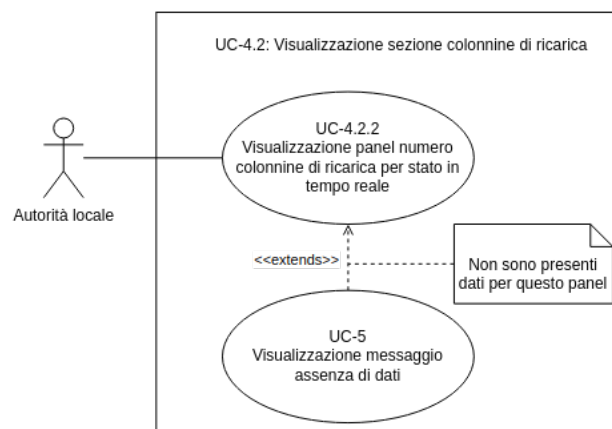 UC-4.2: Visualizzazione sezione colonnine di ricarica
UC-4.2.2
Visualizzazione panel numero
colonnine di ricarica per stato in
tempo reale
Autorità locale
<<extends>>
Non sono presenti
dati per questo panel
UC-5
Visualizzazione messaggio
assenza di dati